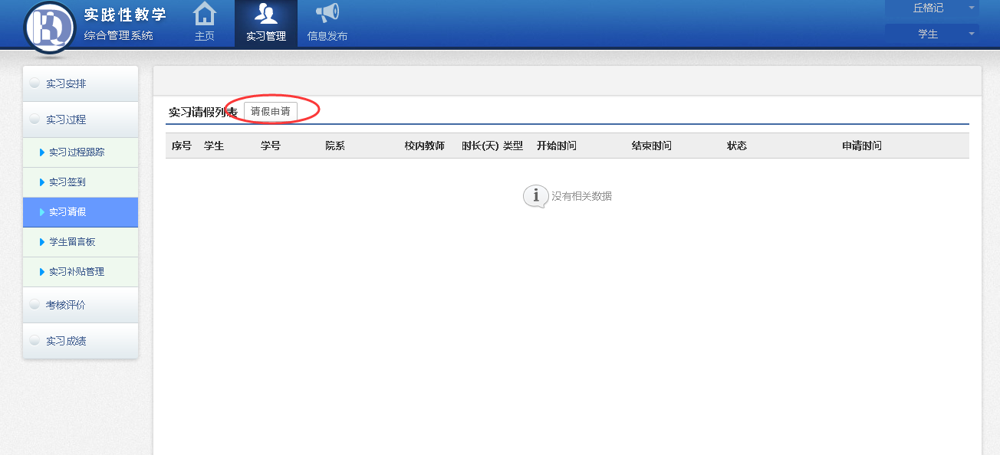 实践性教学
综合管理系统
主页
实习管理
信息发布
丘格记
学生
实习安排
实习过程
实习过程跟踪
实习签到
实习请假
学生留言板
实习补贴管理
考核评价
实习成绩
实习请假列表 请假申请
序号 学生 学号 院系 校内教师 时长(天) 类型 开始时间 结束时间 状态 申请时间
没有相关数据